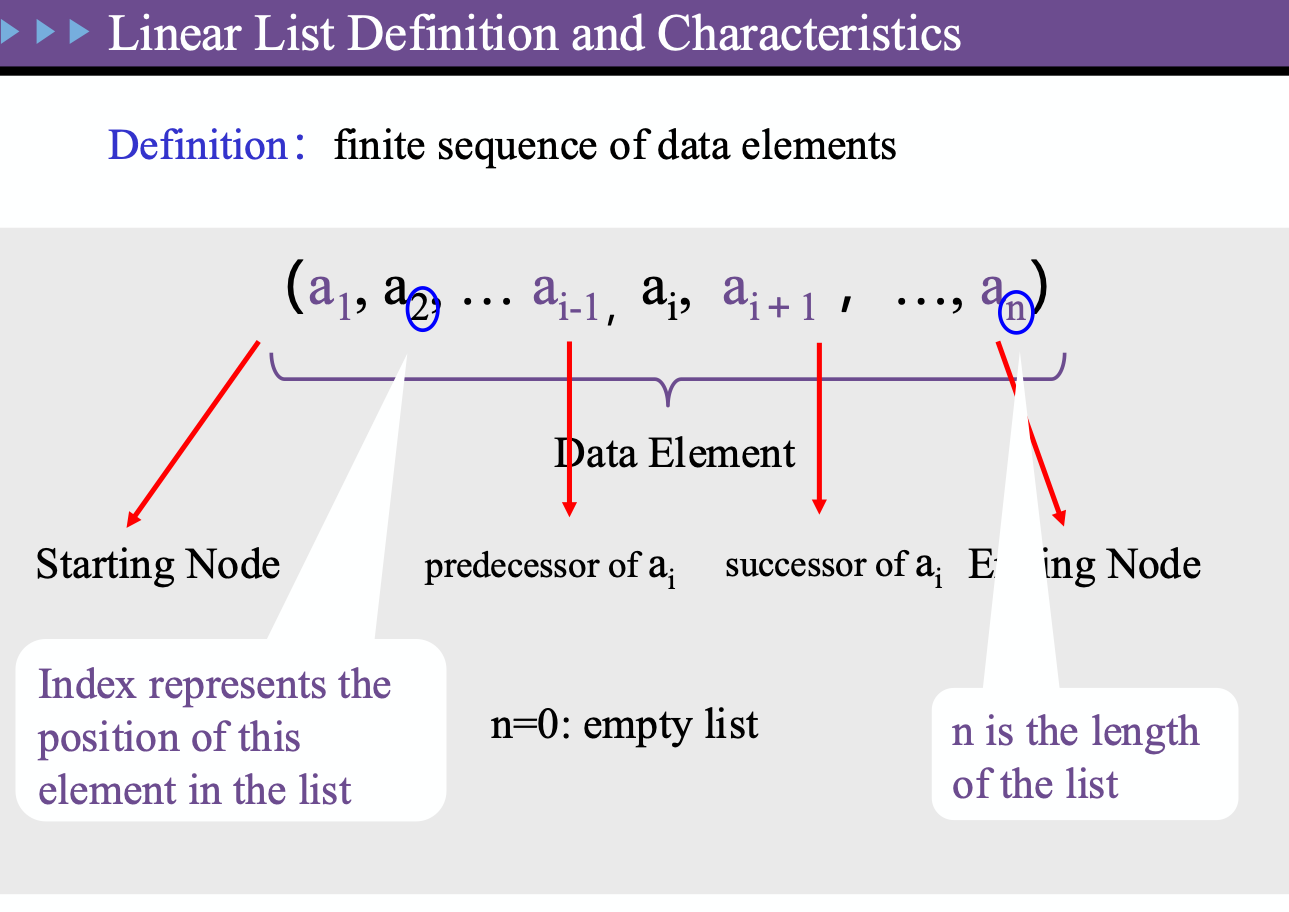 Linear List Definition and Characteristics
Definition： finite sequence of data elements
(a₁, a₂, … aᵢ₋₁, aᵢ, aᵢ₊₁ , …, aₙ)
Data Element
Starting Node
predecessor of aᵢ
successor of aᵢ
Ending Node
Index represents the
position of this
element in the list
n=0: empty list
n is the length
of the list